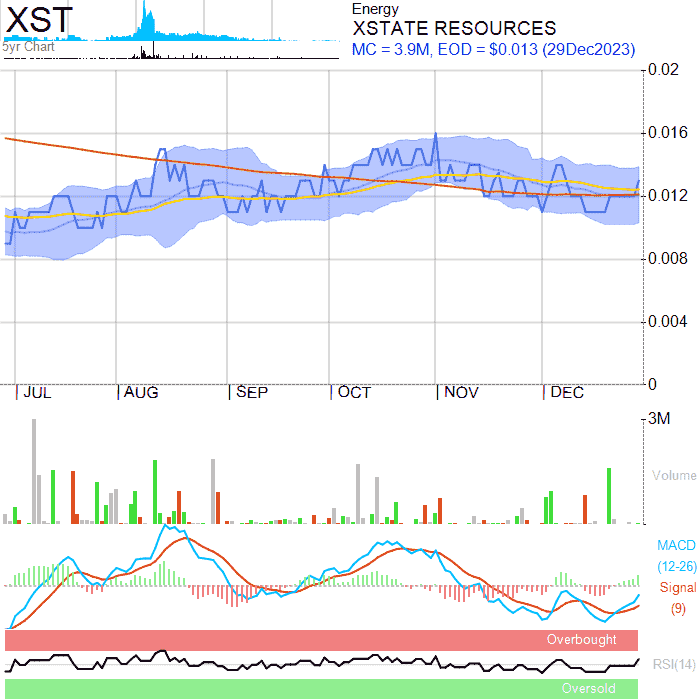 XST
5yr Chart
Energy
XSTATE RESOURCES
MC = 3.9M, EOD = $0.013 (29Dec2023)
0.02
0.016
0.012
0.008
0.004
0
JUL AUG SEP OCT NOV DEC
3M
Volume
MACD
(12-26)
Signal
(9)
Overbought
RSI(14)
Oversold